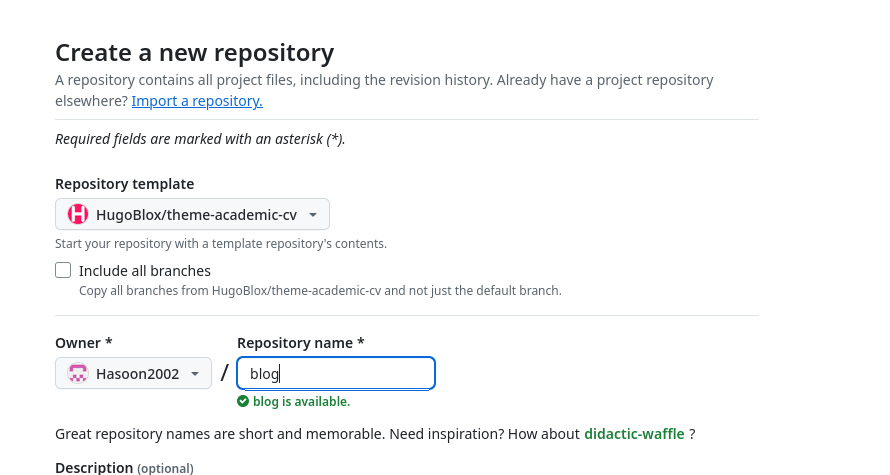 Create a new repository
A repository contains all project files, including the revision history. Already have a project repository
elsewhere? Import a repository.
Required fields are marked with an asterisk (*).
Repository template
HugoBlox/theme-academic-cv
Start your repository with a template repository's contents.
Include all branches
Copy all branches from HugoBlox/theme-academic-cv and not just the default branch.
Owner * Repository name *
Hasoon2002 / blog
blog is available.
Great repository names are short and memorable. Need inspiration? How about didactic-waffle ?
Description (optional)